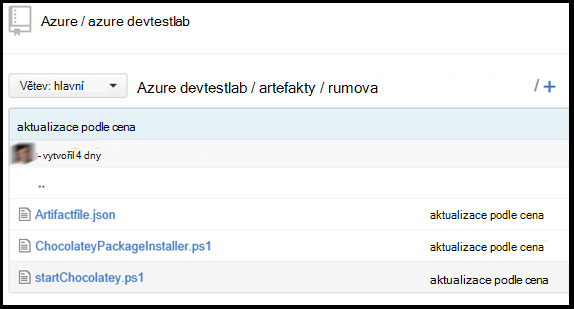 Azure / azure devtestlab
Větev: hlavní
Azure devtestlab / artefakty / rumova / +
aktualizace podle cena
- vytvořil 4 dny
..
Artifactfile.json aktualizace podle cena
ChocolateyPackageInstaller.ps1 aktualizace podle cena
startChocolatey.ps1 aktualizace podle cena